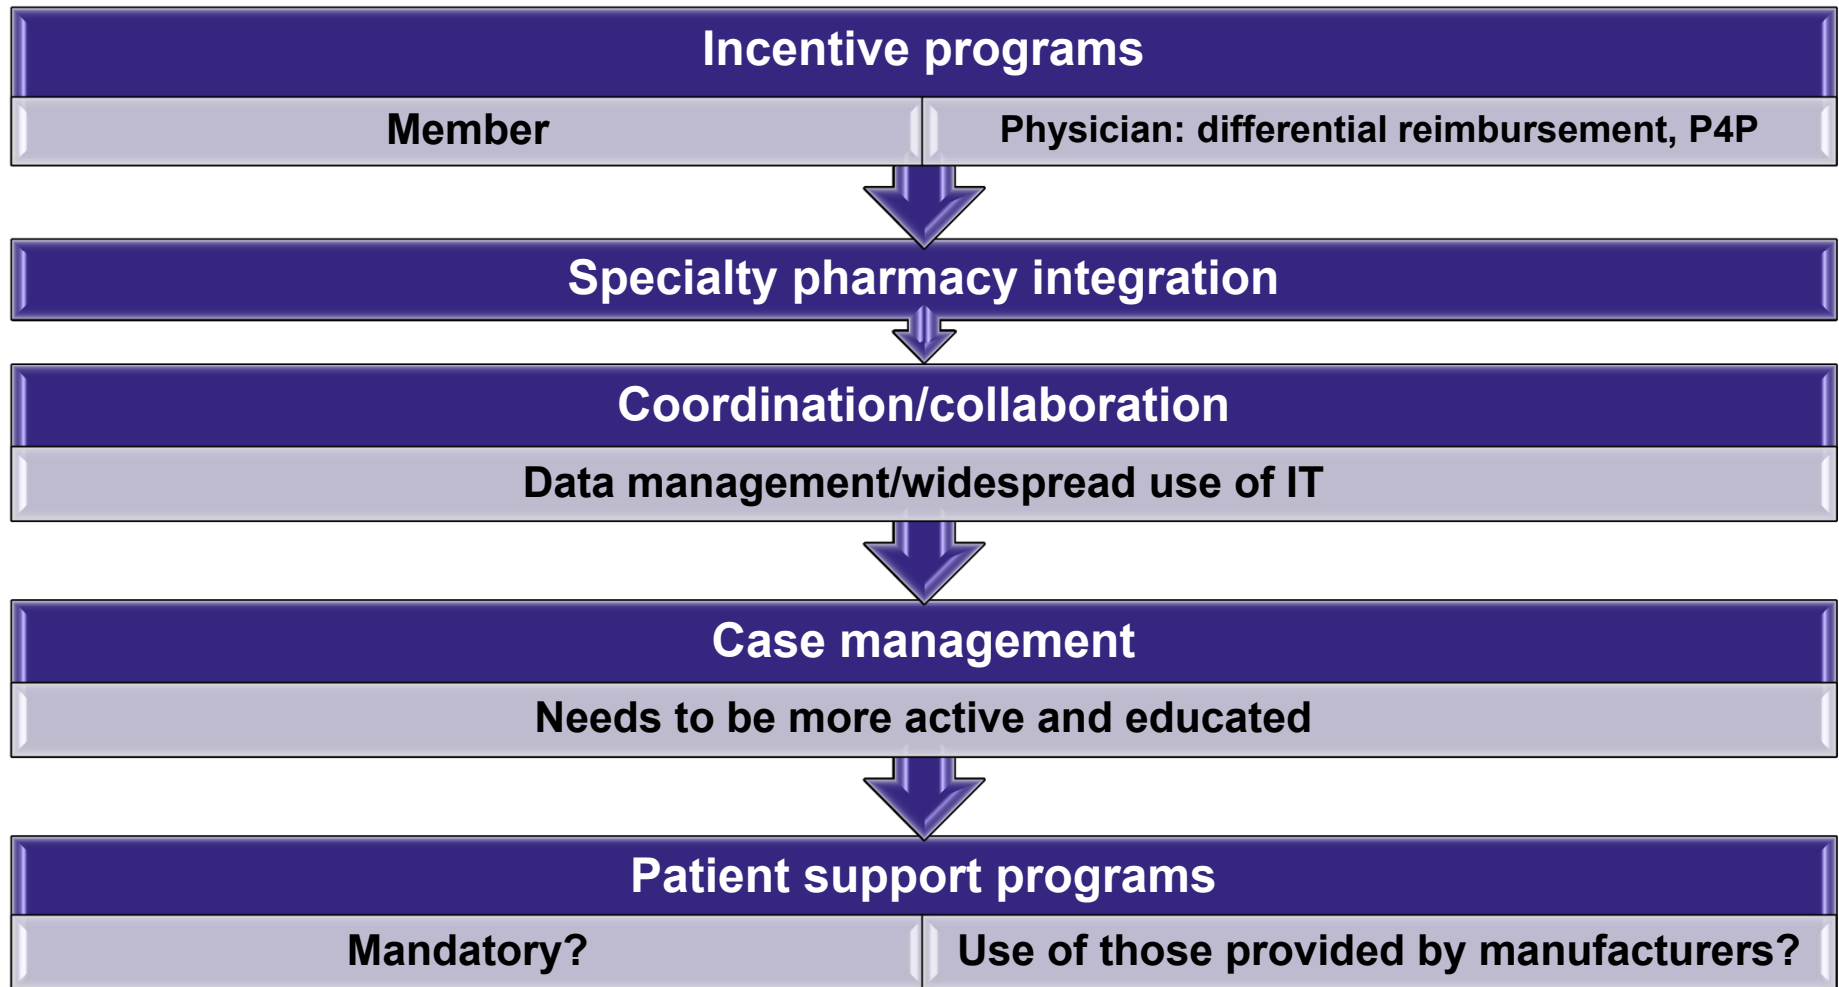 Incentive programs
Member
Physician: differential reimbursement, P4P
Specialty pharmacy integration
Coordination/collaboration
Data management/widespread use of IT
Case management
Needs to be more active and educated
Patient support programs
Mandatory?
Use of those provided by manufacturers?